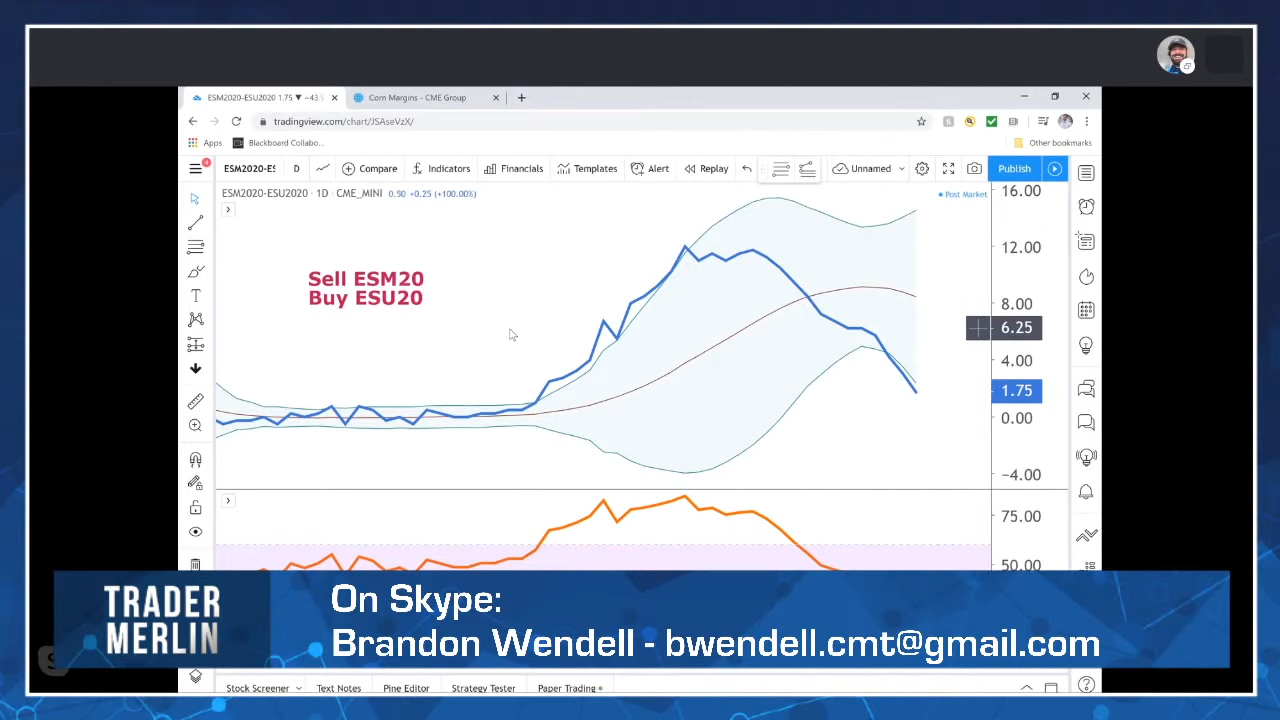 ESM2020-ESU2020 1.75 ▼ −43.
Corn Margins - CME Group
tradingview.com/chart/JSAseVzX/
Apps
Blackboard Collabo...
Other bookmarks
4
ESM2020-ES
D
Compare
Indicators
Financials
Templates
Alert
Replay
Unnamed
Publish
ESM2020-ESU2020 · 1D · CME_MINI 0.50 +0.25 (+100.00%)
Post Market
16.00
12.00
Sell ESM20
Buy ESU20
8.00
6.25
4.00
1.75
0.00
−4.00
75.00
50.00
TRADER
MERLIN
On Skype:
Brandon Wendell - bwendell.cmt@gmail.com
Stock Screener
Text Notes
Pine Editor
Strategy Tester
Paper Trading